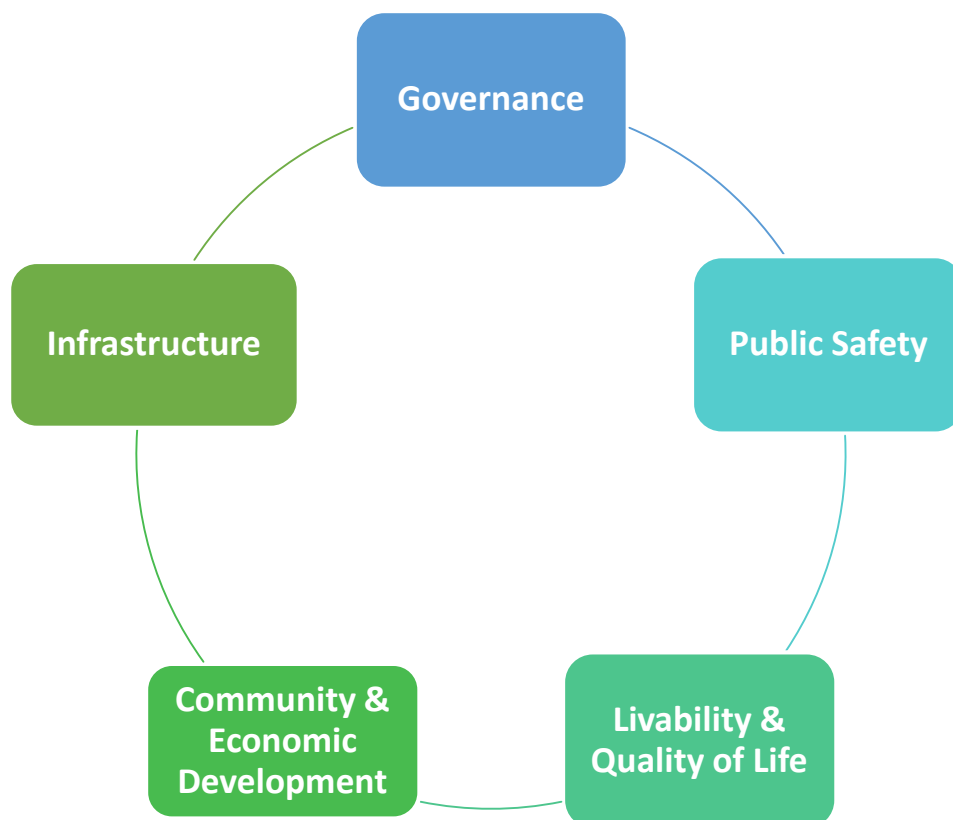 Governance
Infrastructure
Public Safety
Community &
Economic
Development
Livability &
Quality of Life